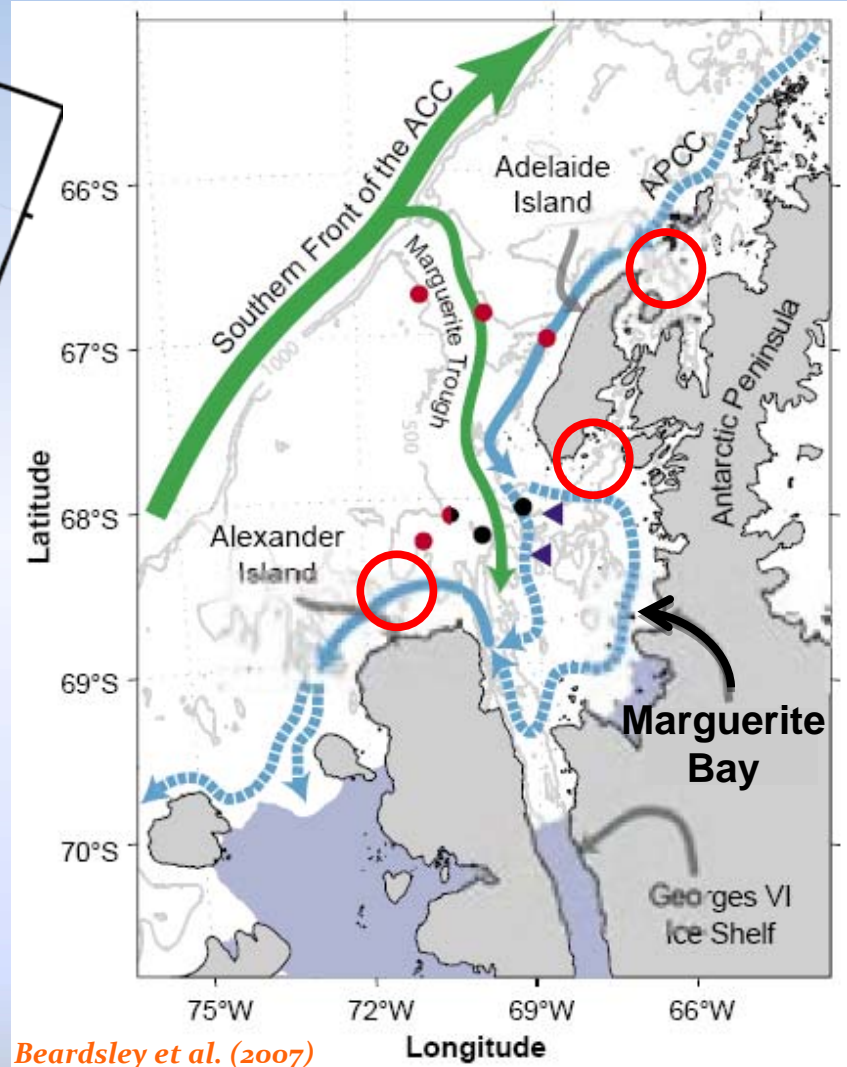 Southern Front of the ACC
APCC
Adelaide
Island
66°S
Marguerite Trough
1000
67°S
500
Antarctic Peninsula
Latitude
68°S
Alexander
Island
69°S
Marguerite
Bay
70°S
Georges VI
Ice Shelf
75°W
72°W
69°W
66°W
Beardsley et al. (2007)
Longitude